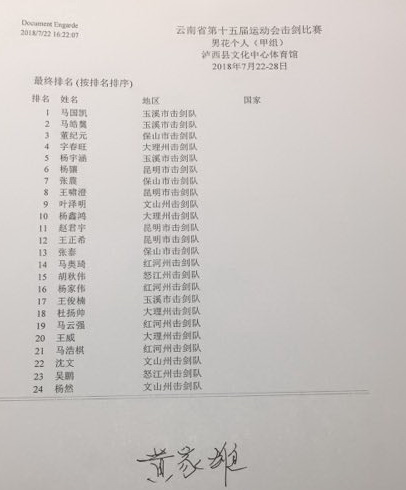 Document Engarde
2018/7/22 16:22:07
云南省第十五届运动会击剑比赛
男花个人（甲组）
泸西县文化中心体育馆
2018年7月22-28日
最终排名 (按排名排序)
排名 姓名 地区 国家
1 马国凯 玉溪市击剑队
2 马皓龑 玉溪市击剑队
3 董纪元 保山市击剑队
4 字春旺 大理州击剑队
5 杨宇涵 玉溪市击剑队
6 杨镶 昆明市击剑队
7 张震 保山市击剑队
8 王啸澄 昆明市击剑队
9 叶泽明 文山州击剑队
10 杨鑫鸿 大理州击剑队
11 赵君宇 昆明市击剑队
12 王正希 昆明市击剑队
13 张泰 保山市击剑队
14 马奥琦 红河州击剑队
15 胡秋伟 怒江州击剑队
16 杨家伟 红河州击剑队
17 王俊楠 玉溪市击剑队
18 杜扬帅 大理州击剑队
19 马云强 红河州击剑队
20 王威 大理州击剑队
21 马浩棋 红河州击剑队
22 沈文 文山州击剑队
23 吴鹏 怒江州击剑队
24 杨然 文山州击剑队
黄家雄